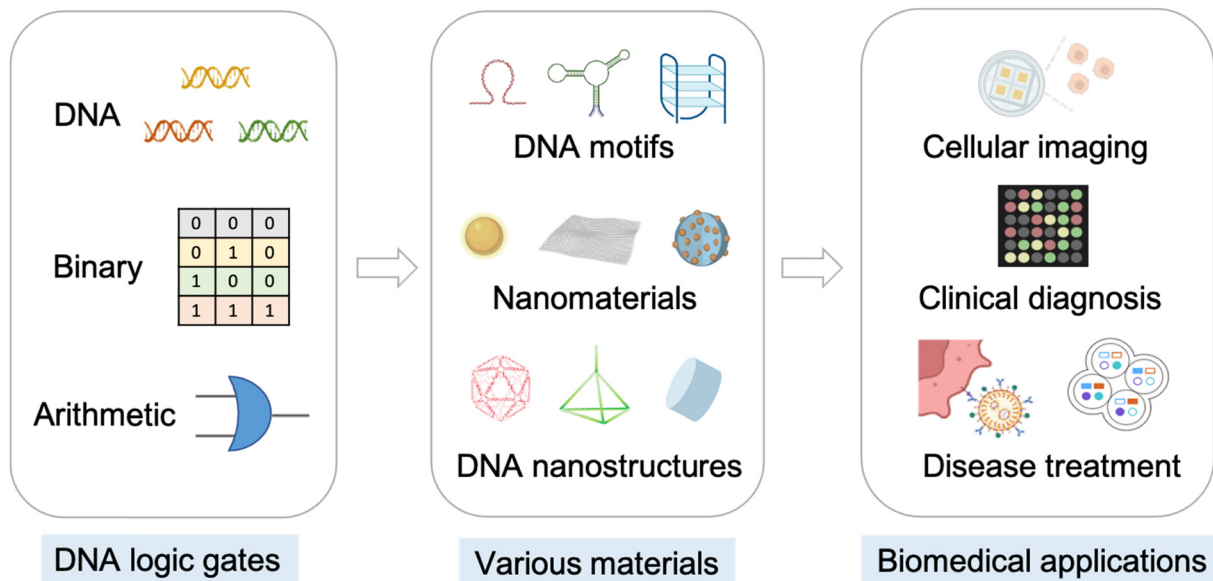 DNA
Binary
0 0 0
0 1 0
1 0 0
1 1 1
Arithmetic
DNA logic gates
DNA motifs
Nanomaterials
DNA nanostructures
Various materials
Cellular imaging
Clinical diagnosis
Disease treatment
Biomedical applications